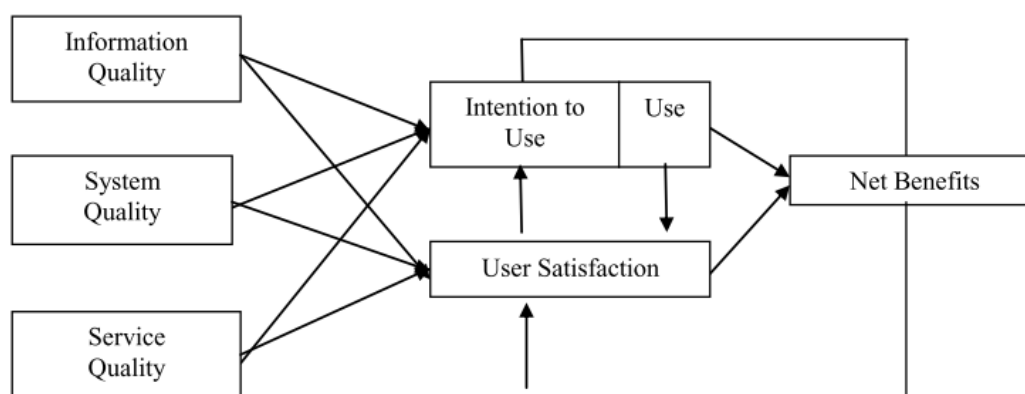 Information
Quality
Intention to
Use
Use
System
Quality
Net Benefits
User Satisfaction
Service
Quality